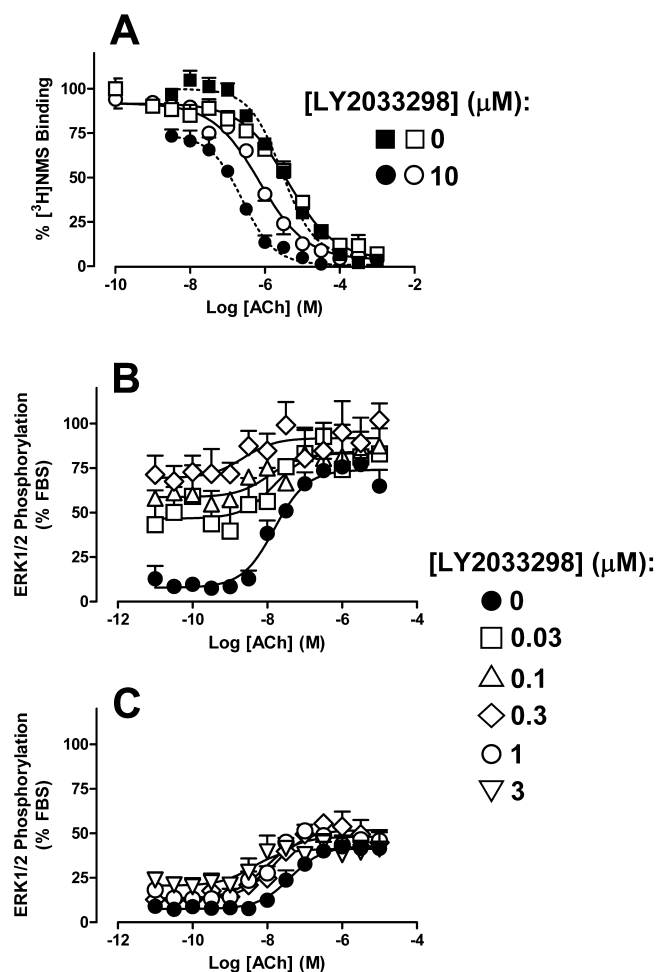 A
100
75
50
25
0
% [³H]NMS Binding
-10 -8 -6 -4 -2
Log [ACh] (M)
[LY2033298] (µM):
0
10
B
100
75
50
25
0
ERK1/2 Phosphorylation
(% FBS)
-12 -10 -8 -6 -4
Log [ACh] (M)
[LY2033298] (µM):
0
0.03
0.1
0.3
1
3
C
100
75
50
25
0
ERK1/2 Phosphorylation
(% FBS)
-12 -10 -8 -6 -4
Log [ACh] (M)